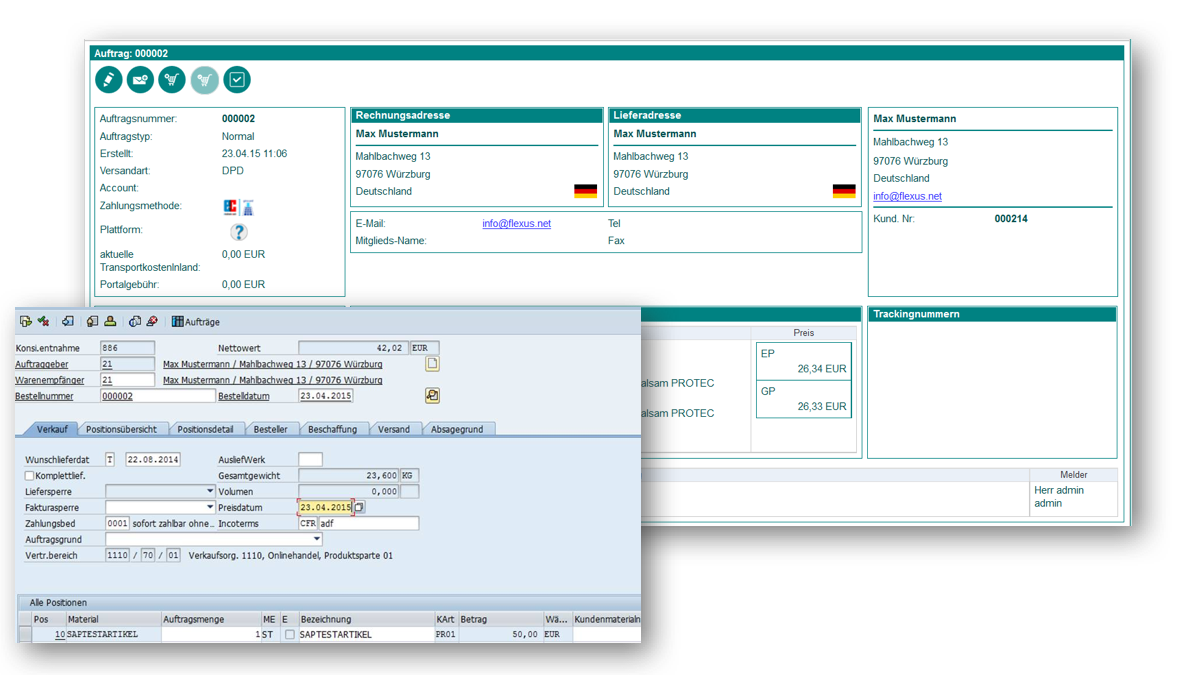 Auftrag: 000002
Auftragsnummer: 000002
Auftragstyp: Normal
Erstellt: 23.04.15 11:06
Versandart: DPD
Account:
Zahlungsmethode: EC
Plattform: ?
aktuelle
TransportkostenInland: 0,00 EUR
Portalgebühr: 0,00 EUR
Rechnungsadresse
Max Mustermann
Mahlbachweg 13
97076 Würzburg
Deutschland
Lieferadresse
Max Mustermann
Mahlbachweg 13
97076 Würzburg
Deutschland
E-Mail: info@flexus.net Tel
Mitglieds-Name: Fax
Max Mustermann
Mahlbachweg 13
97076 Würzburg
Deutschland
info@flexus.net
Kund. Nr: 000214
Preis
EP
26,34 EUR
GP
26,33 EUR
alsam PROTEC
alsam PROTEC
Trackingnummern
Melder
Herr admin
admin
Aufträge
Konsi.entnahme 886 Nettowert 42,02 EUR
Auftraggeber 21 Max Mustermann / Mahlbachweg 13 / 97076 Würzburg
Warenempfänger 21 Max Mustermann / Mahlbachweg 13 / 97076 Würzburg
Bestellnummer 000002 Bestelldatum 23.04.2015
Verkauf Positionsübersicht Positionsdetail Besteller Beschaffung Versand Absagegrund
Wunschlieferdat T 22.08.2014 AusliefWerk
Komplettlief. Gesamtgewicht 23,600 KG
Liefersperre Volumen 0,000
Fakturasperre Preisdatum 23.04.2015
Zahlungsbed 0001 sofort zahlbar ohne... Incoterms CFR adf
Auftragsgrund
Vertr.bereich 1110 / 70 / 01 Verkaufsorg. 1110, Onlinehandel, Produktsparte 01
Alle Positionen
Pos Material Auftragsmenge ME E Bezeichnung KArt Betrag Wä... Kundenmaterialn
10 SAPTESTARTIKEL 1 ST SAPTESTARTIKEL PR01 50,00 EUR